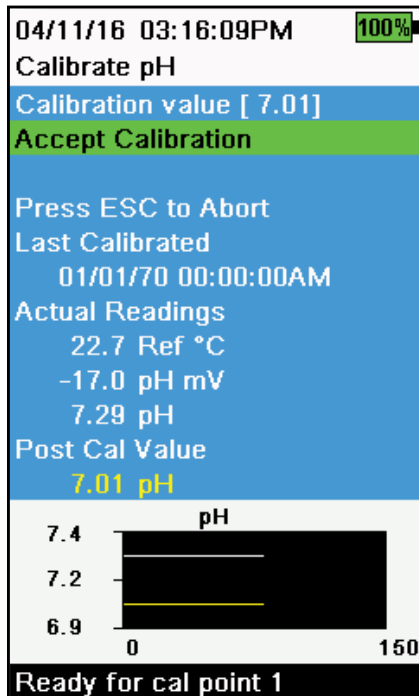 04/11/16 03:16:09PM 100%
Calibrate pH
Calibration value [ 7.01]
Accept Calibration
Press ESC to Abort
Last Calibrated
01/01/70 00:00:00AM
Actual Readings
22.7 Ref °C
-17.0 pH mV
7.29 pH
Post Cal Value
7.01 pH
pH
7.4
7.2
6.9
0 150
Ready for cal point 1